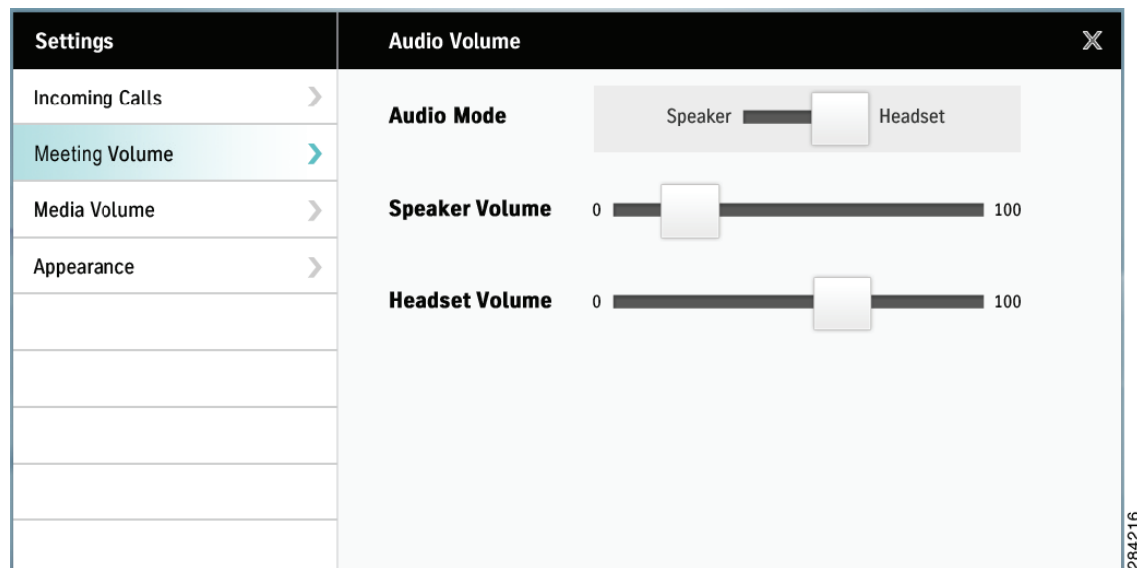 Settings
Audio Volume
Incoming Calls
Meeting Volume
Media Volume
Appearance
Audio Mode
Speaker
Headset
Speaker Volume
0
100
Headset Volume
0
100
284216